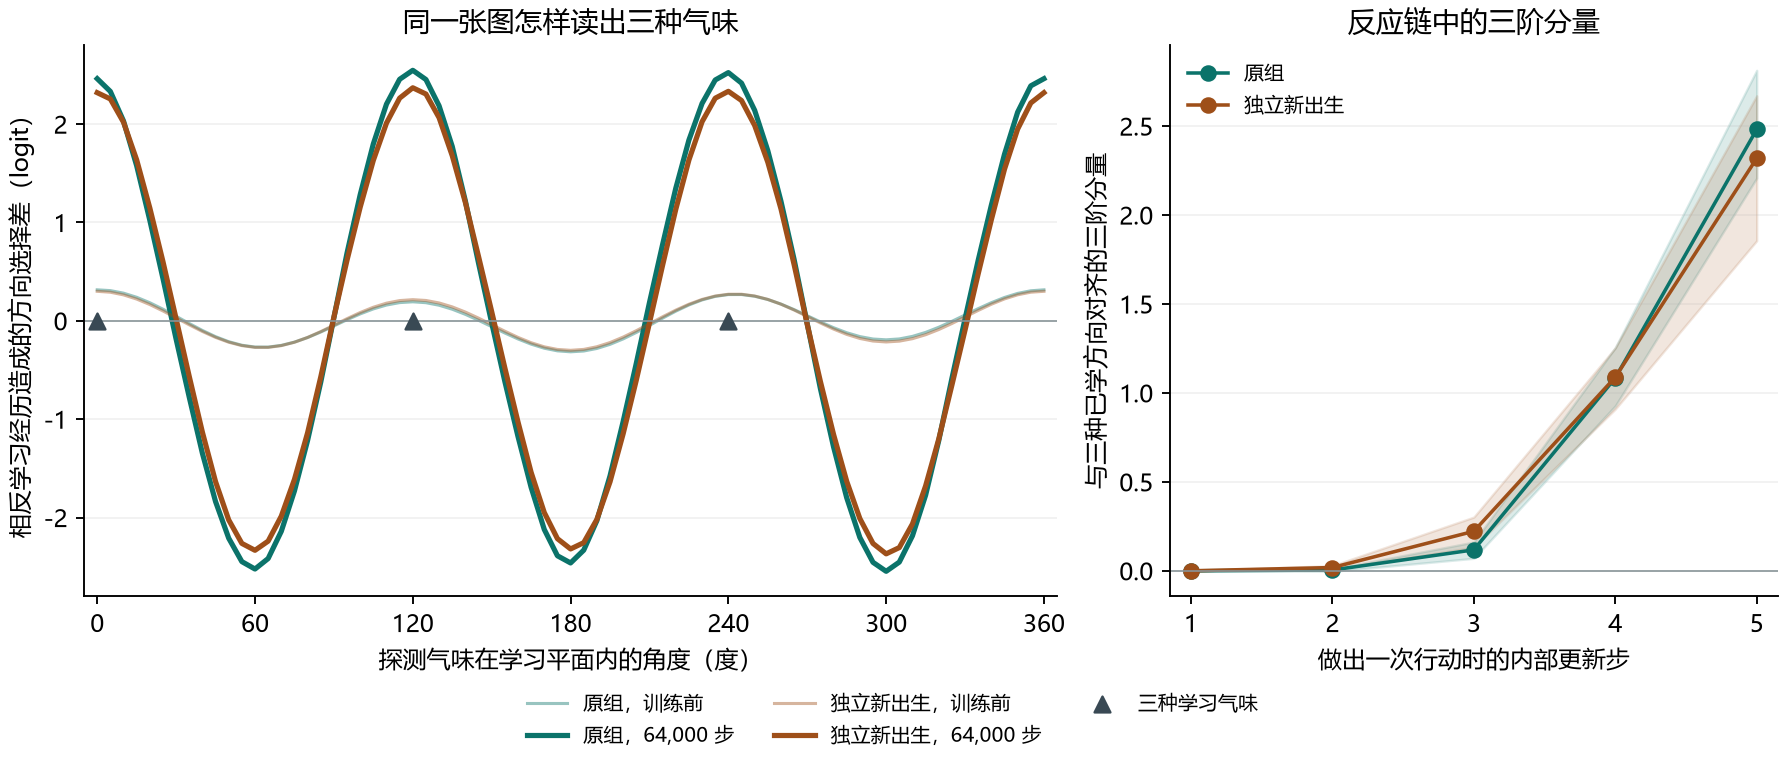 同一张图怎样读出三种气味
相反学习经历造成的方向选择差（logit）
2
1
0
-1
-2
0
60
120
180
240
300
360
探测气味在学习平面内的角度（度）
反应链中的三阶分量
原组
独立新出生
与三种已学方向对齐的三阶分量
2.5
2.0
1.5
1.0
0.5
0.0
1
2
3
4
5
做出一次行动时的内部更新步
原组，训练前
独立新出生，训练前
三种学习气味
原组，64,000 步
独立新出生，64,000 步